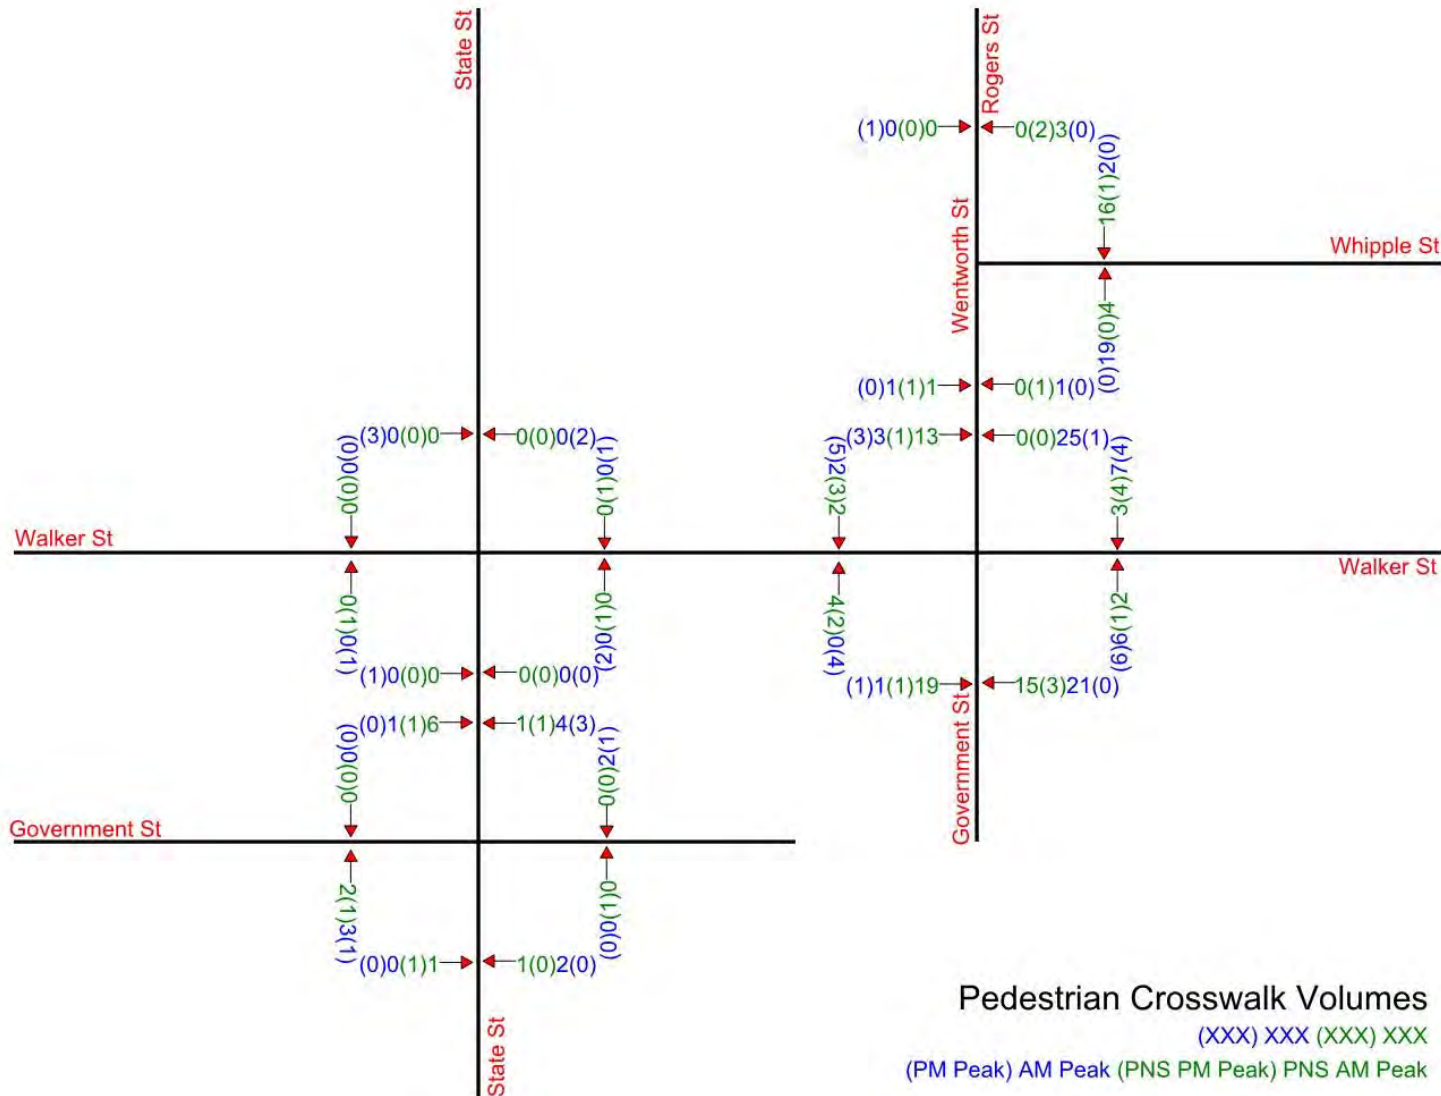 State St
Rogers St
(1)0(0)0
0(2)3(0)
16(1)2(0)
Wentworth St
Whipple St
(0)19(0)4
(0)1(1)1
0(1)1(0)
(3)0(0)0
0(0)0(2)
(0)0(0)0
0(1)0(1)
(3)3(1)13
0(0)25(1)
(5)2(3)2
3(4)7(4)
Walker St
Walker St
0(1)0(1)
(2)0(1)0
4(2)0(4)
(6)6(1)2
(1)0(0)0
0(0)0(0)
(1)1(1)19
15(3)21(0)
(0)1(1)6
1(1)4(3)
(0)0(0)0
0(0)2(1)
Government St
Government St
2(1)3(1)
(0)0(1)0
(0)0(1)1
1(0)2(0)
State St
Pedestrian Crosswalk Volumes
(XXX) XXX (XXX) XXX
(PM Peak) AM Peak (PNS PM Peak) PNS AM Peak